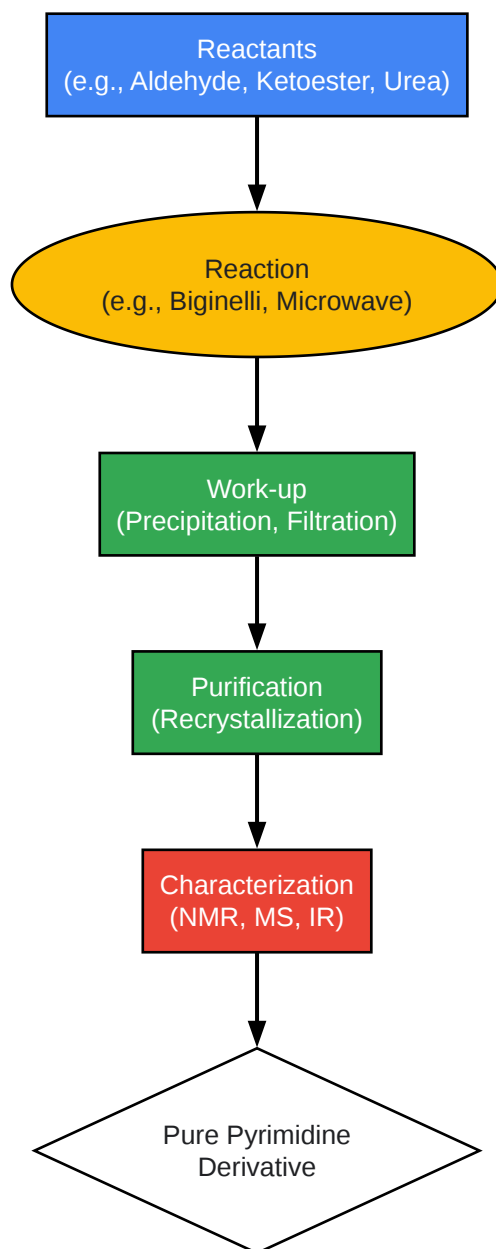 Reactants
(e.g., Aldehyde, Ketoester, Urea)
Reaction
(e.g., Biginelli, Microwave)
Work-up
(Precipitation, Filtration)
Purification
(Recrystallization)
Characterization
(NMR, MS, IR)
Pure Pyrimidine
Derivative